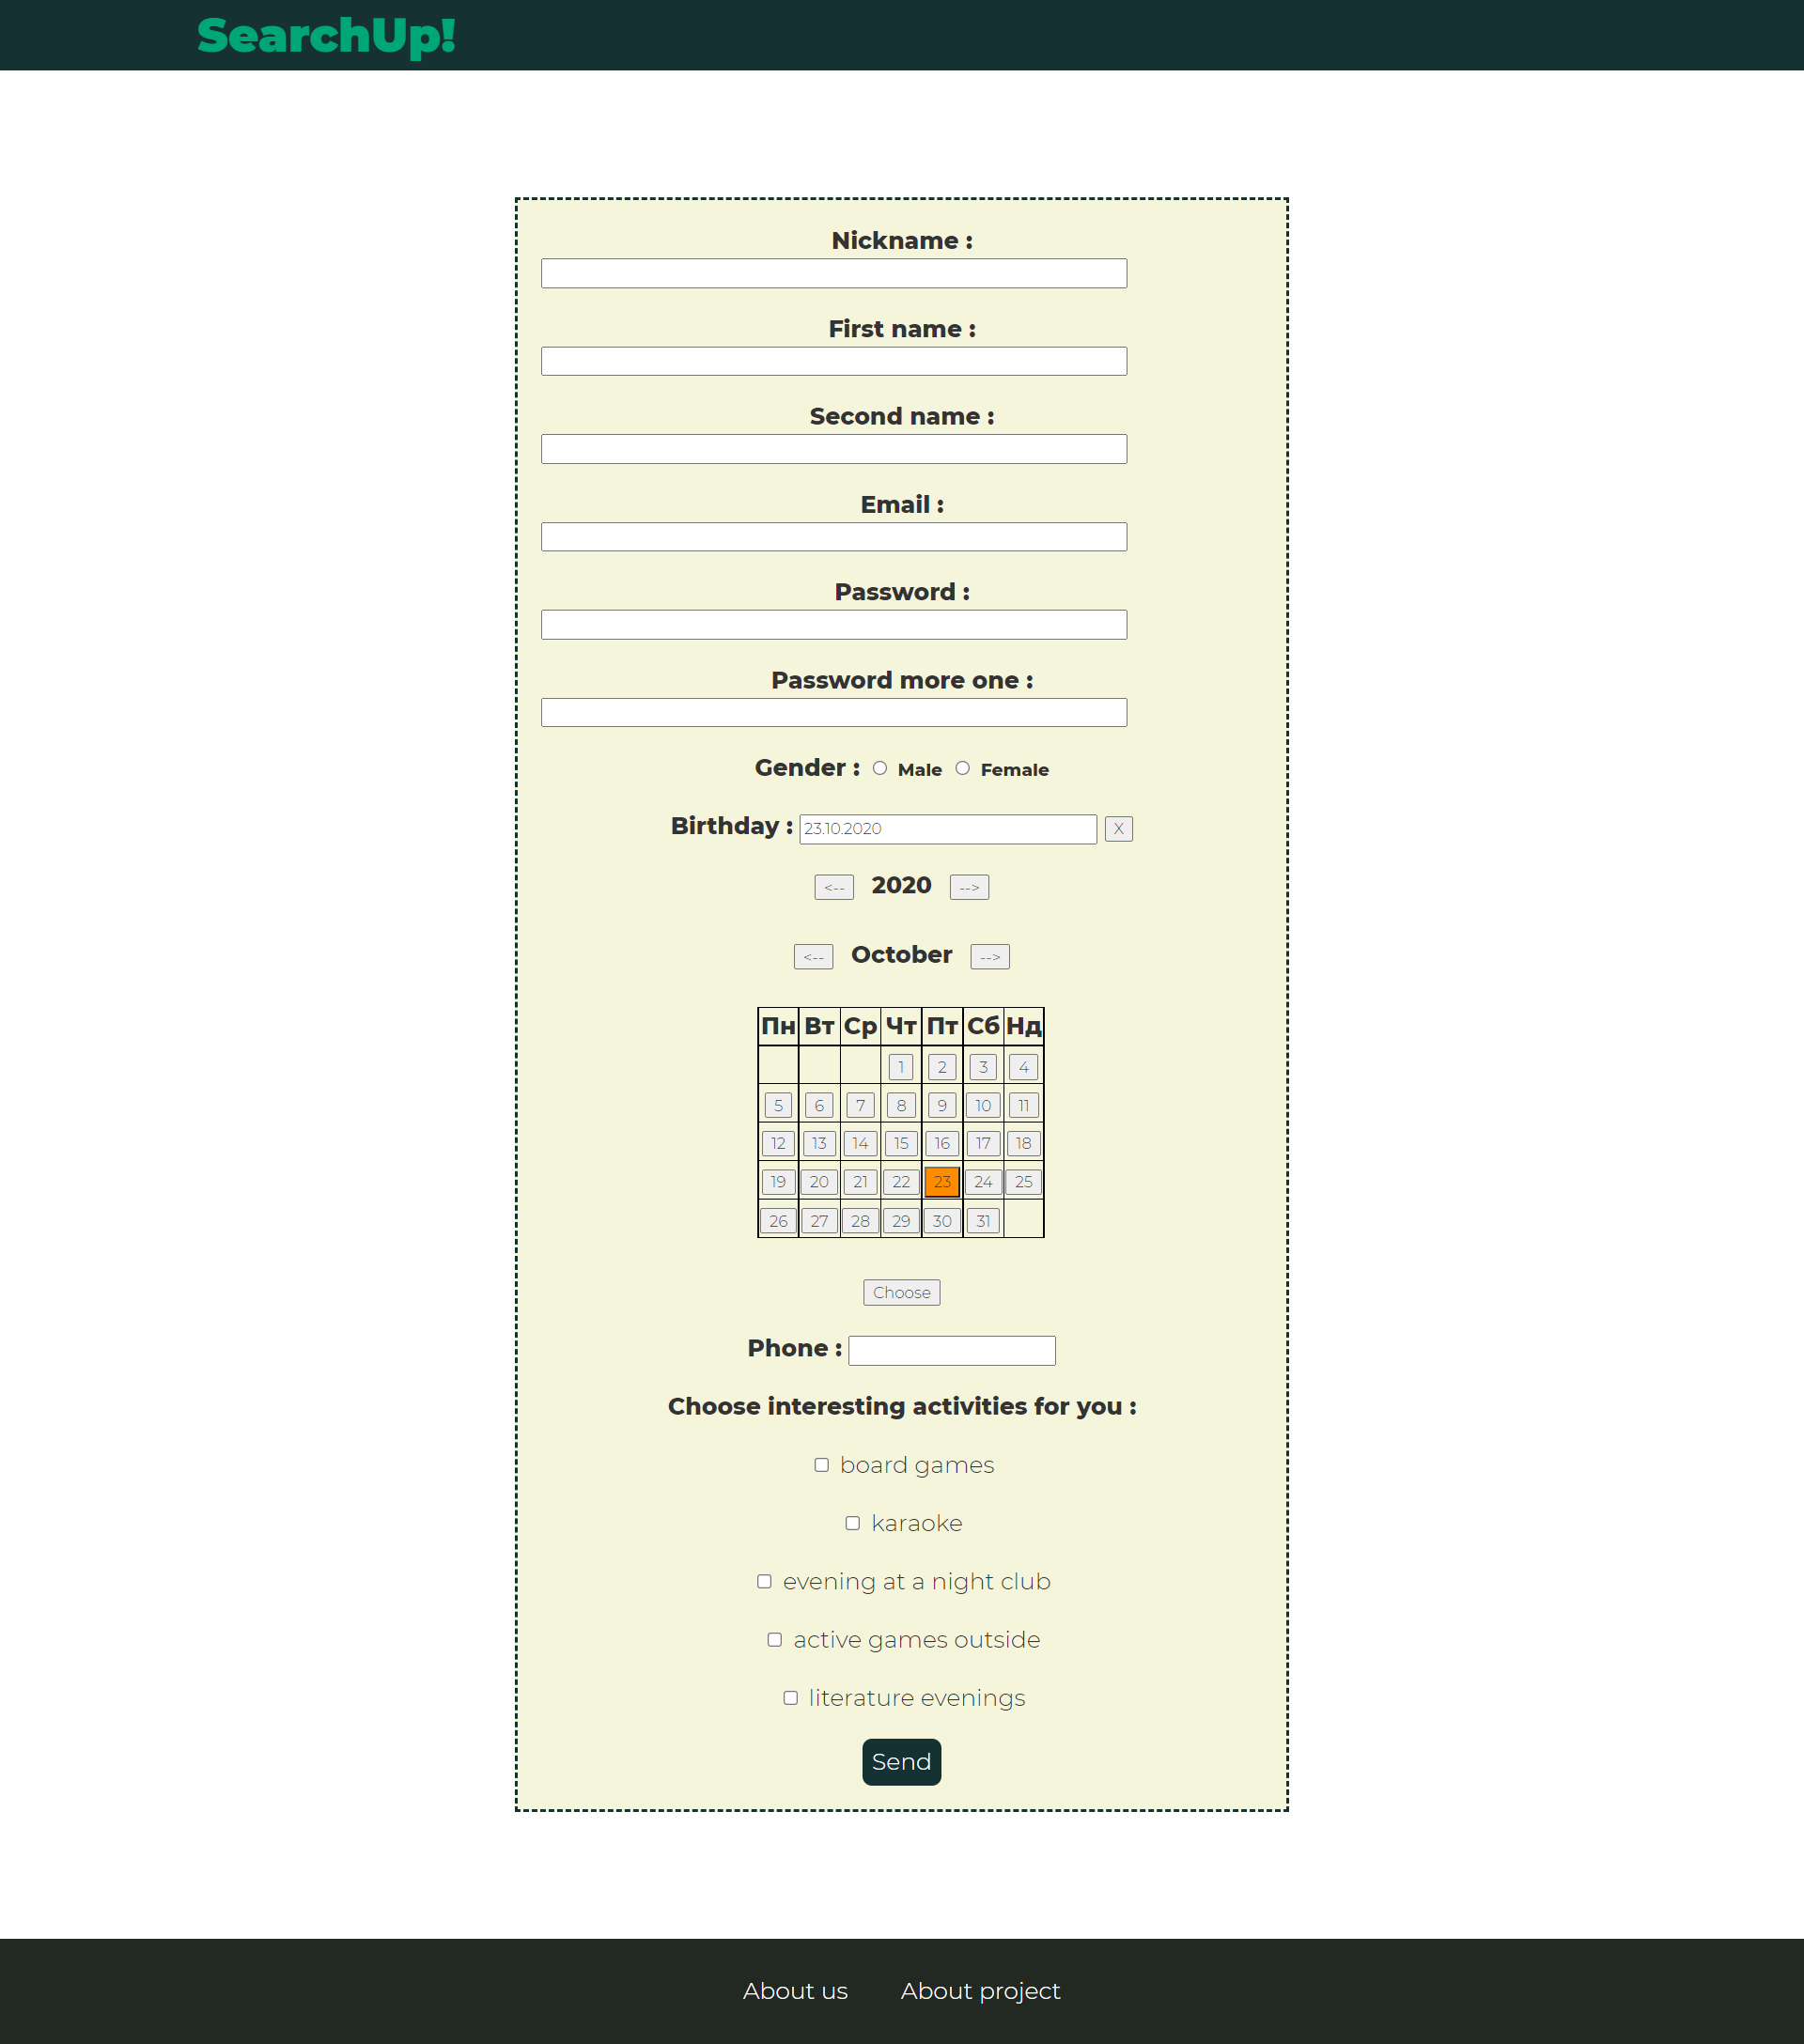 SearchUp!
Nickname :
First name :
Second name :
Email :
Password :
Password more one :
Gender : Male Female
Birthday : 23.10.2020 X
<-- 2020 -->
<-- October -->
Пн Вт Ср Чт Пт Сб Нд
1 2 3 4
5 6 7 8 9 10 11
12 13 14 15 16 17 18
19 20 21 22 23 24 25
26 27 28 29 30 31
Choose
Phone :
Choose interesting activities for you :
board games
karaoke
evening at a night club
active games outside
literature evenings
Send
About us About project